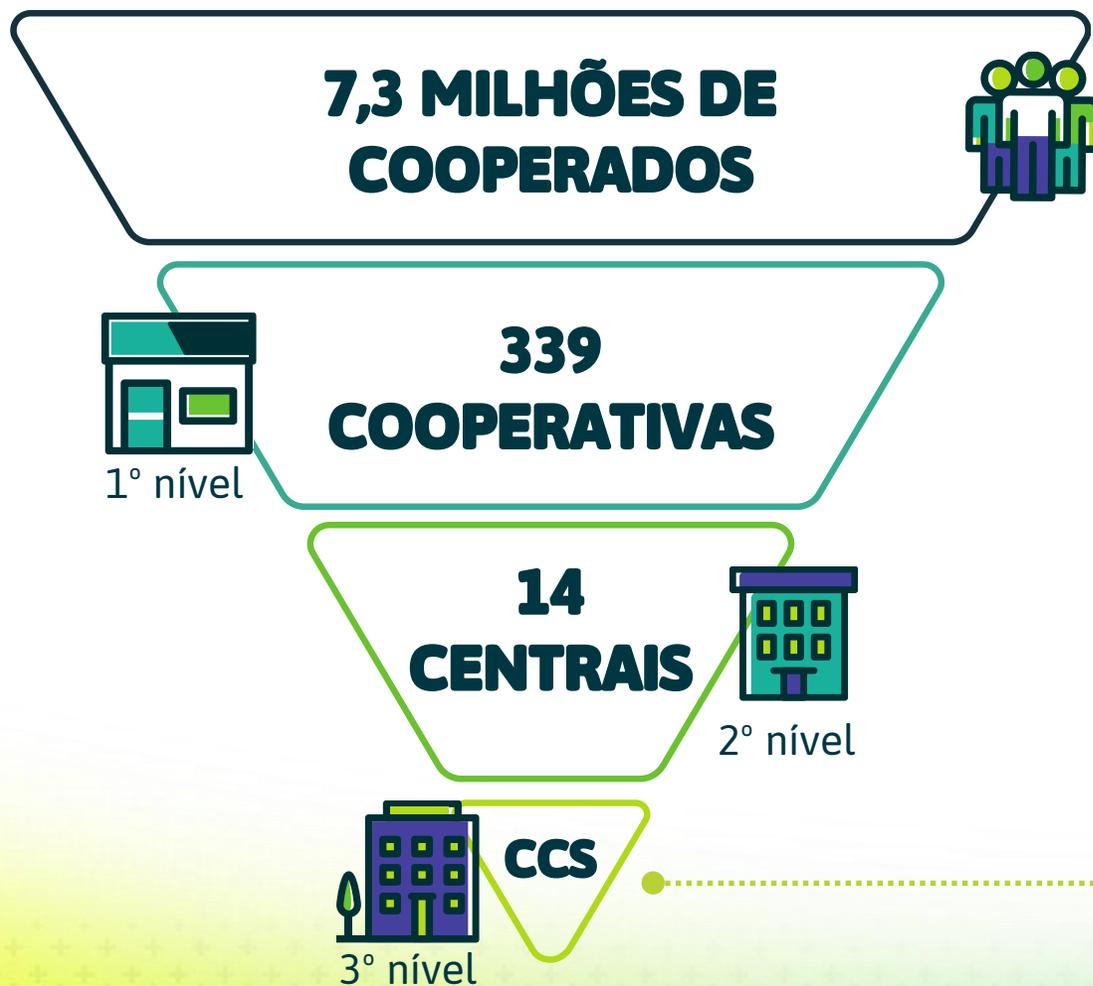 7,3 MILHÕES DE
COOPERADOS
339
COOPERATIVAS
1º nível
14
CENTRAIS
2º nível
CCS
3º nível